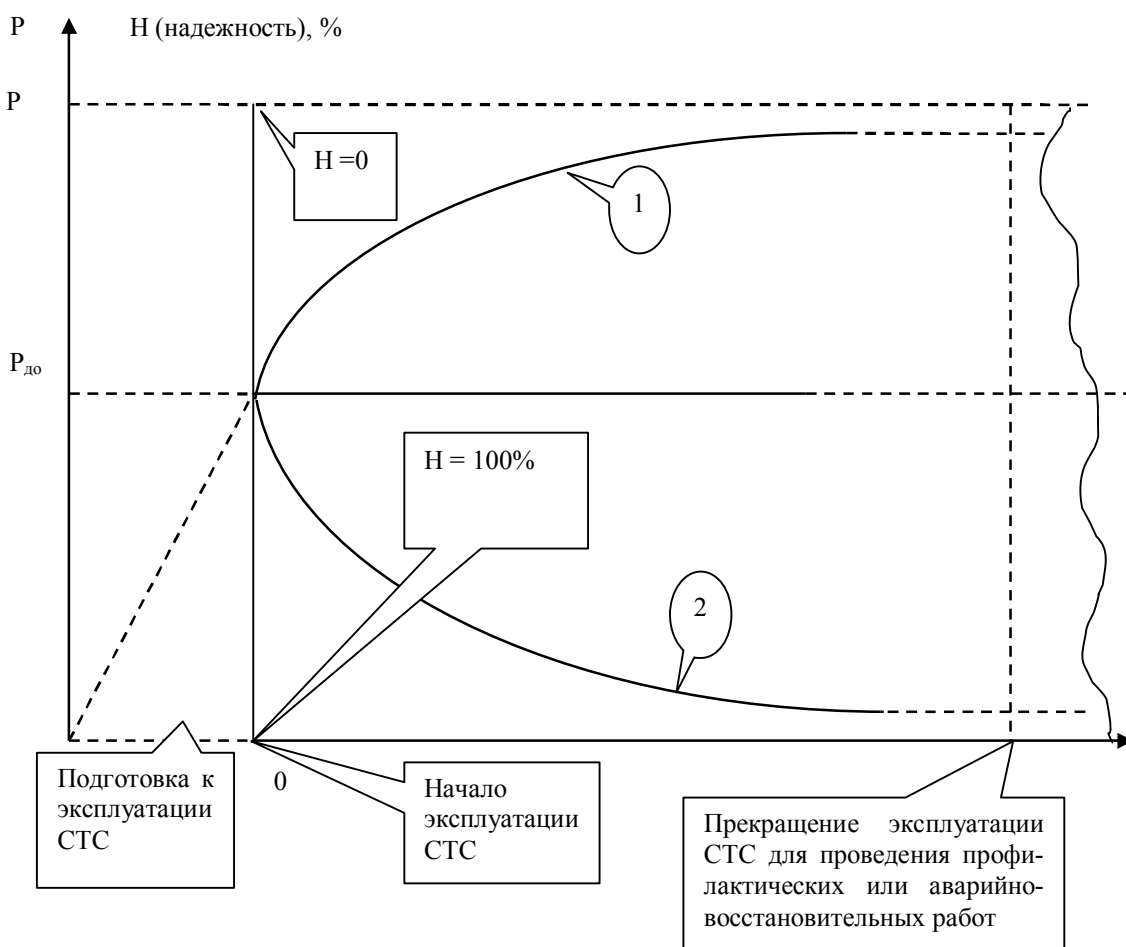 P Н (надежность), %
P
Н =0
1
Pдо
Н = 100%
2
0
Подготовка к
эксплуатации
СТС
Начало
эксплуатации
СТС
Прекращение эксплуатации
СТС для проведения профи-
лактических или аварийно-
восстановительных работ